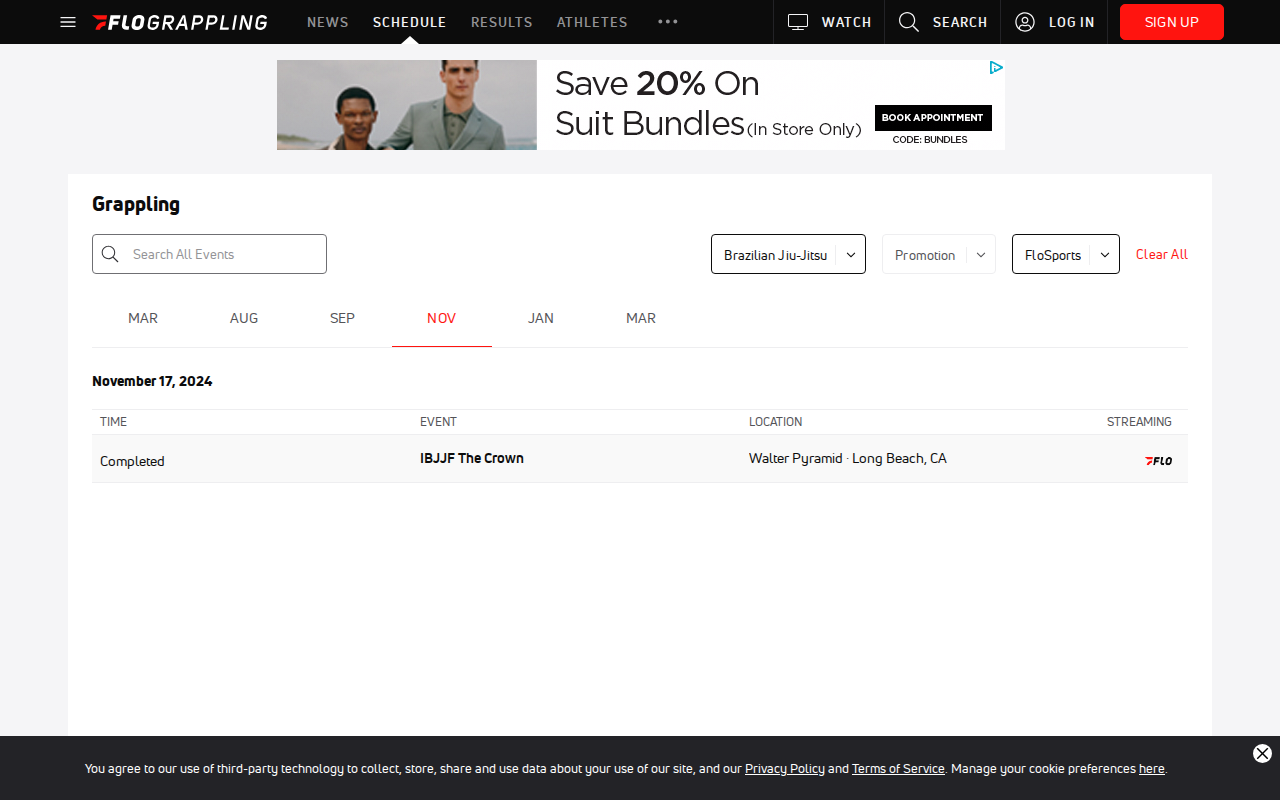 FLOGRAPPLING NEWS SCHEDULE RESULTS ATHLETES ••• WATCH SEARCH LOG IN SIGN UP
Save 20% On
Suit Bundles (In Store Only)
BOOK APPOINTMENT
CODE: BUNDLES
Grappling
Search All Events Brazilian Jiu-Jitsu Promotion FloSports Clear All
MAR AUG SEP NOV JAN MAR
November 17, 2024
TIME EVENT LOCATION STREAMING
Completed IBJJF The Crown Walter Pyramid · Long Beach, CA FLO
You agree to our use of third-party technology to collect, store, share and use data about your use of our site, and our Privacy Policy and Terms of Service. Manage your cookie preferences here.